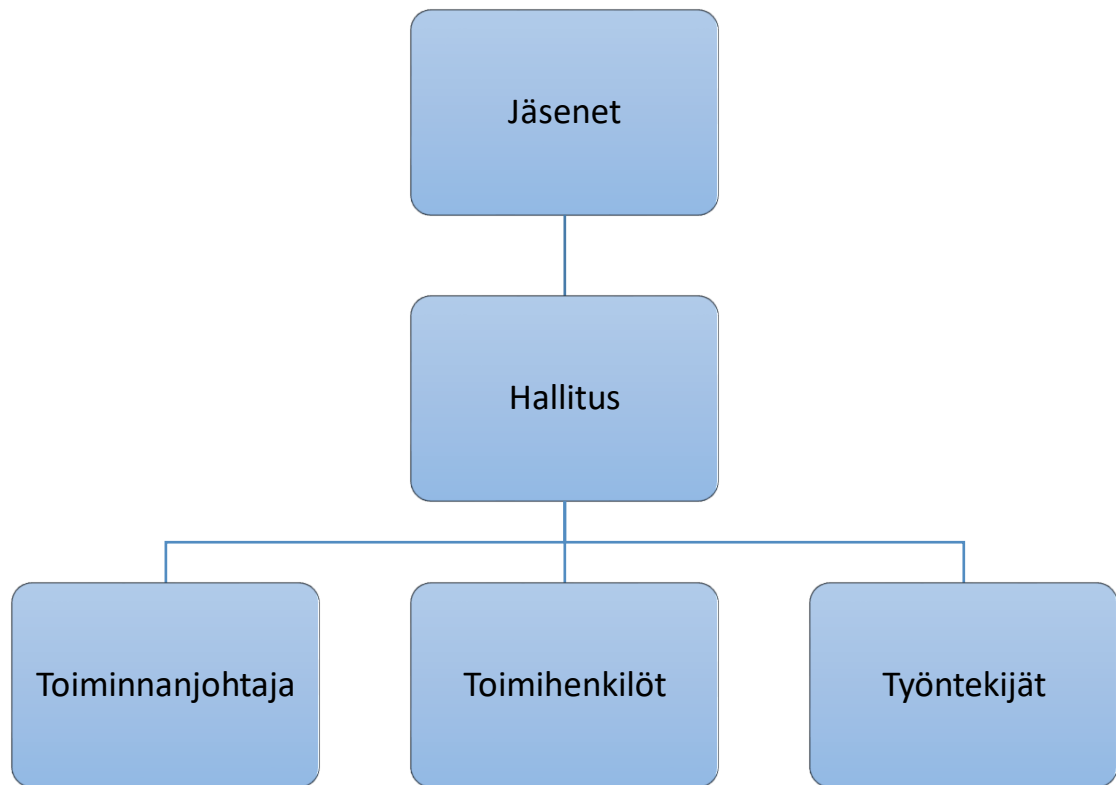 Jäsenet
Hallitus
Toiminnanjohtaja
Toimihenkilöt
Työntekijät